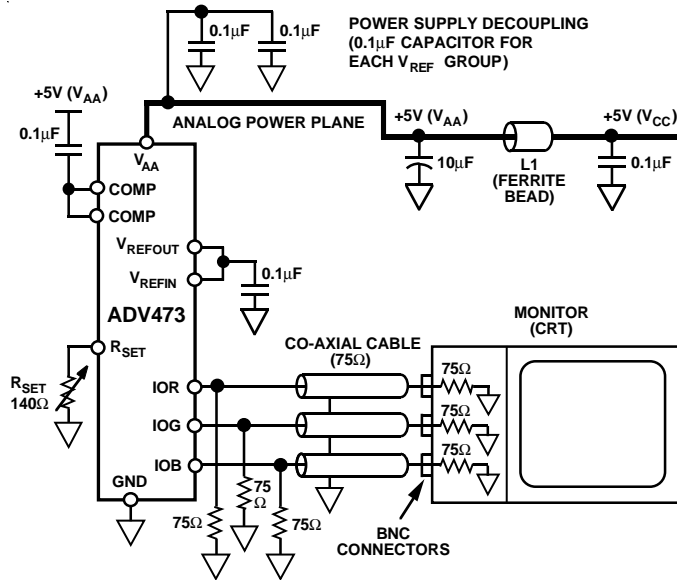 0.1μF
0.1μF
POWER SUPPLY DECOUPLING
(0.1μF CAPACITOR FOR
EACH VREF GROUP)
+5V (VAA)
0.1μF
ANALOG POWER PLANE
+5V (VAA)
+5V (VCC)
10μF
L1
(FERRITE
BEAD)
0.1μF
VAA
COMP
COMP
VREFOUT
VREFIN
0.1μF
ADV473
MONITOR
(CRT)
CO-AXIAL CABLE
(75Ω)
RSET
RSET
140Ω
IOR
IOG
IOB
75Ω
75Ω
75Ω
GND
75Ω
75
Ω
75Ω
BNC
CONNECTORS